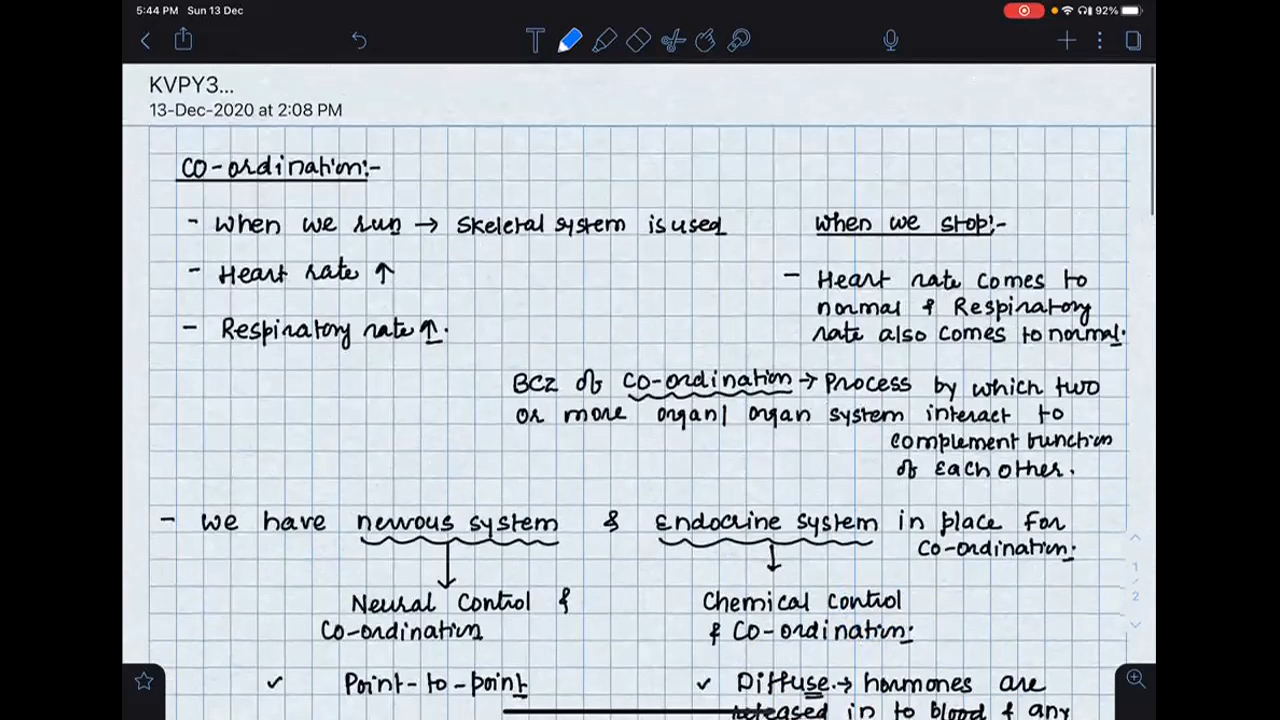 5:44 PM Sun 13 Dec
92%
T
KVPY3...
13-Dec-2020 at 2:08 PM
Co-ordination:-
- When we run → Skeletal system is used
- Heart rate ↑
- Respiratory rate ↑.
When we stop:-
- Heart rate comes to
normal & Respiratory
rate also comes to normal.
BCZ of Co-ordination → Process by which two
or more organ/ organ system interact to
complement function
of Each other.
- We have nervous system & Endocrine system in place for
Co-ordination.
Neural Control &
Co-ordination
Chemical control
& Co-ordination.
✓ Point-to-point
✓ Diffuse. → hormones are
released in to blood & any
1
2